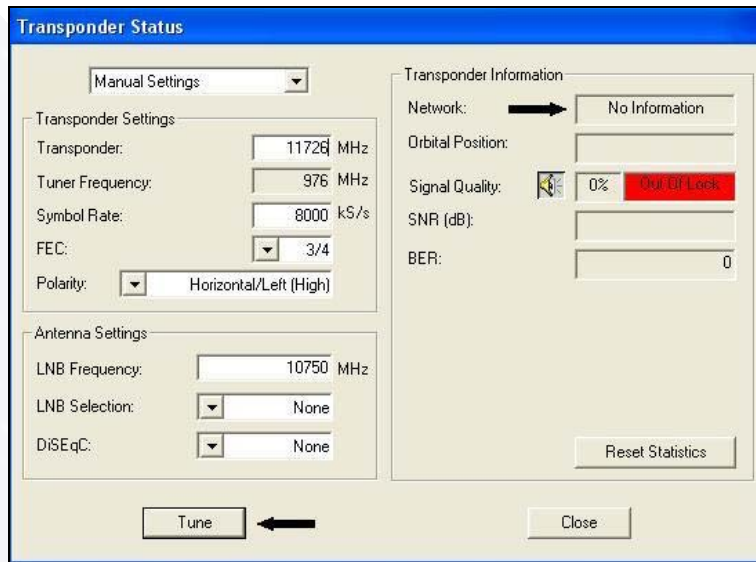 Transponder Status
Manual Settings
Transponder Settings
Transponder: 11726 MHz
Tuner Frequency: 976 MHz
Symbol Rate: 8000 kS/s
FEC: 3/4
Polarity: Horizontal/Left (High)
Antenna Settings
LNB Frequency: 10750 MHz
LNB Selection: None
DiSEqC: None
Tune
Transponder Information
Network: No Information
Orbital Position:
Signal Quality: 0% Out Of Lock
SNR (dB):
BER: 0
Reset Statistics
Close